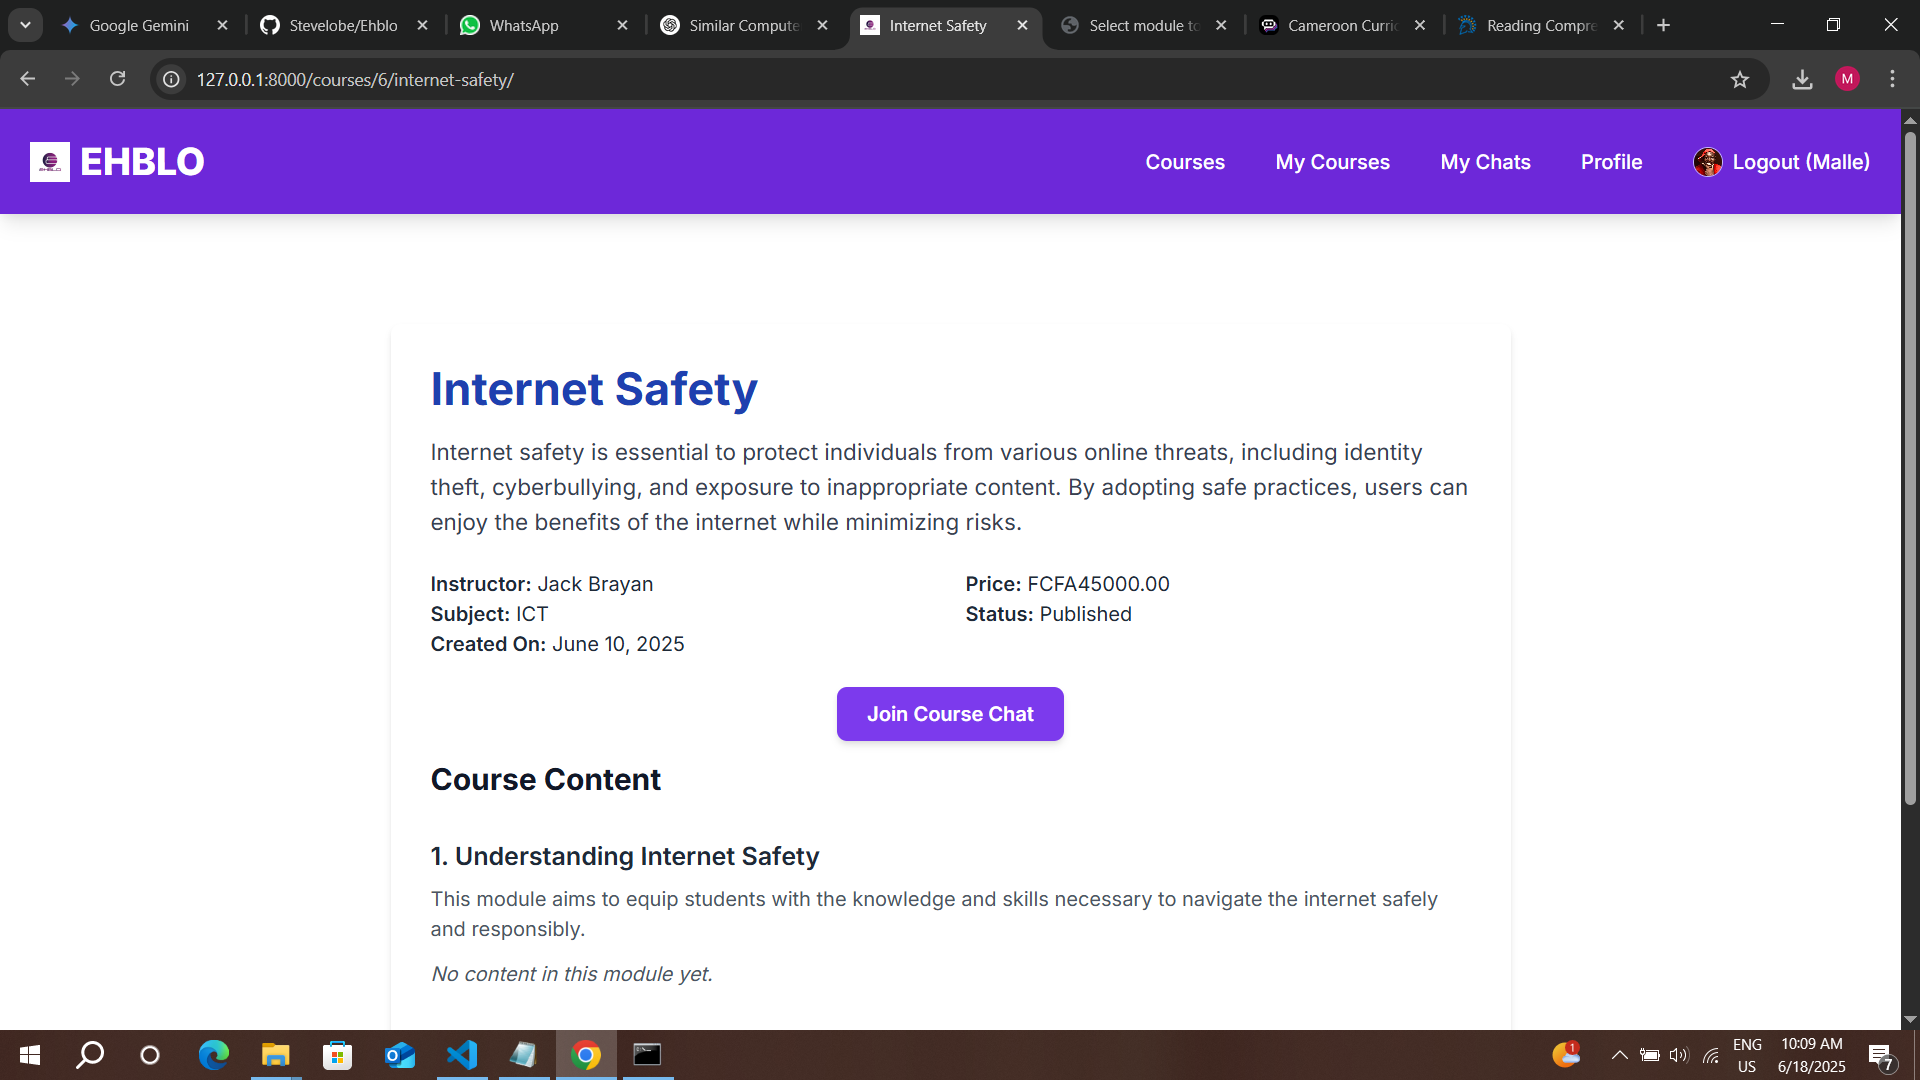 Google Gemini
Stevelobe/Ehblo
WhatsApp
Similar Compute
Internet Safety
Select module to
Cameroon Curric
Reading Compre
127.0.0.1:8000/courses/6/internet-safety/
M
EHBLO
Courses
My Courses
My Chats
Profile
Logout (Malle)
Internet Safety
Internet safety is essential to protect individuals from various online threats, including identity
theft, cyberbullying, and exposure to inappropriate content. By adopting safe practices, users can
enjoy the benefits of the internet while minimizing risks.
Instructor: Jack Brayan
Price: FCFA45000.00
Subject: ICT
Status: Published
Created On: June 10, 2025
Join Course Chat
Course Content
1. Understanding Internet Safety
This module aims to equip students with the knowledge and skills necessary to navigate the internet safely
and responsibly.
No content in this module yet.
1
ENG
US
10:09 AM
6/18/2025
7